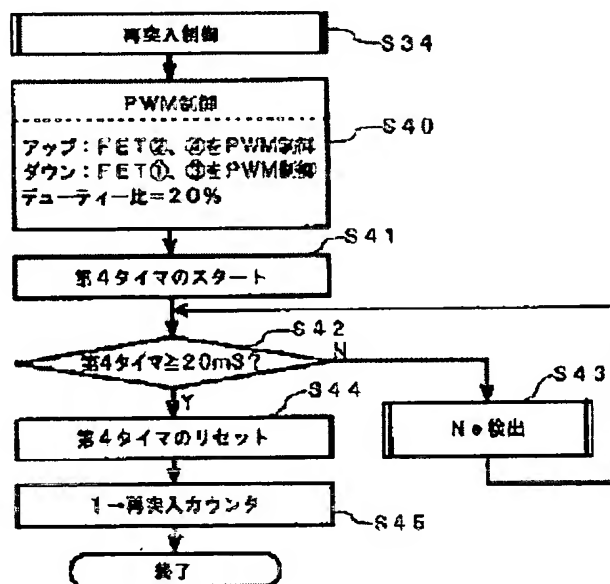 再突入制御
S34
PWM制御
アップ：FET②、④をPWM制御
ダウン：FET①、③をPWM制御
デューティー比＝20%
S40
S41
第4タイマのスタート
S42
第4タイマ≧20mS？
N
S43
Ne検出
Y
S44
第4タイマのリセット
1→再突入カウンタ
S45
終了